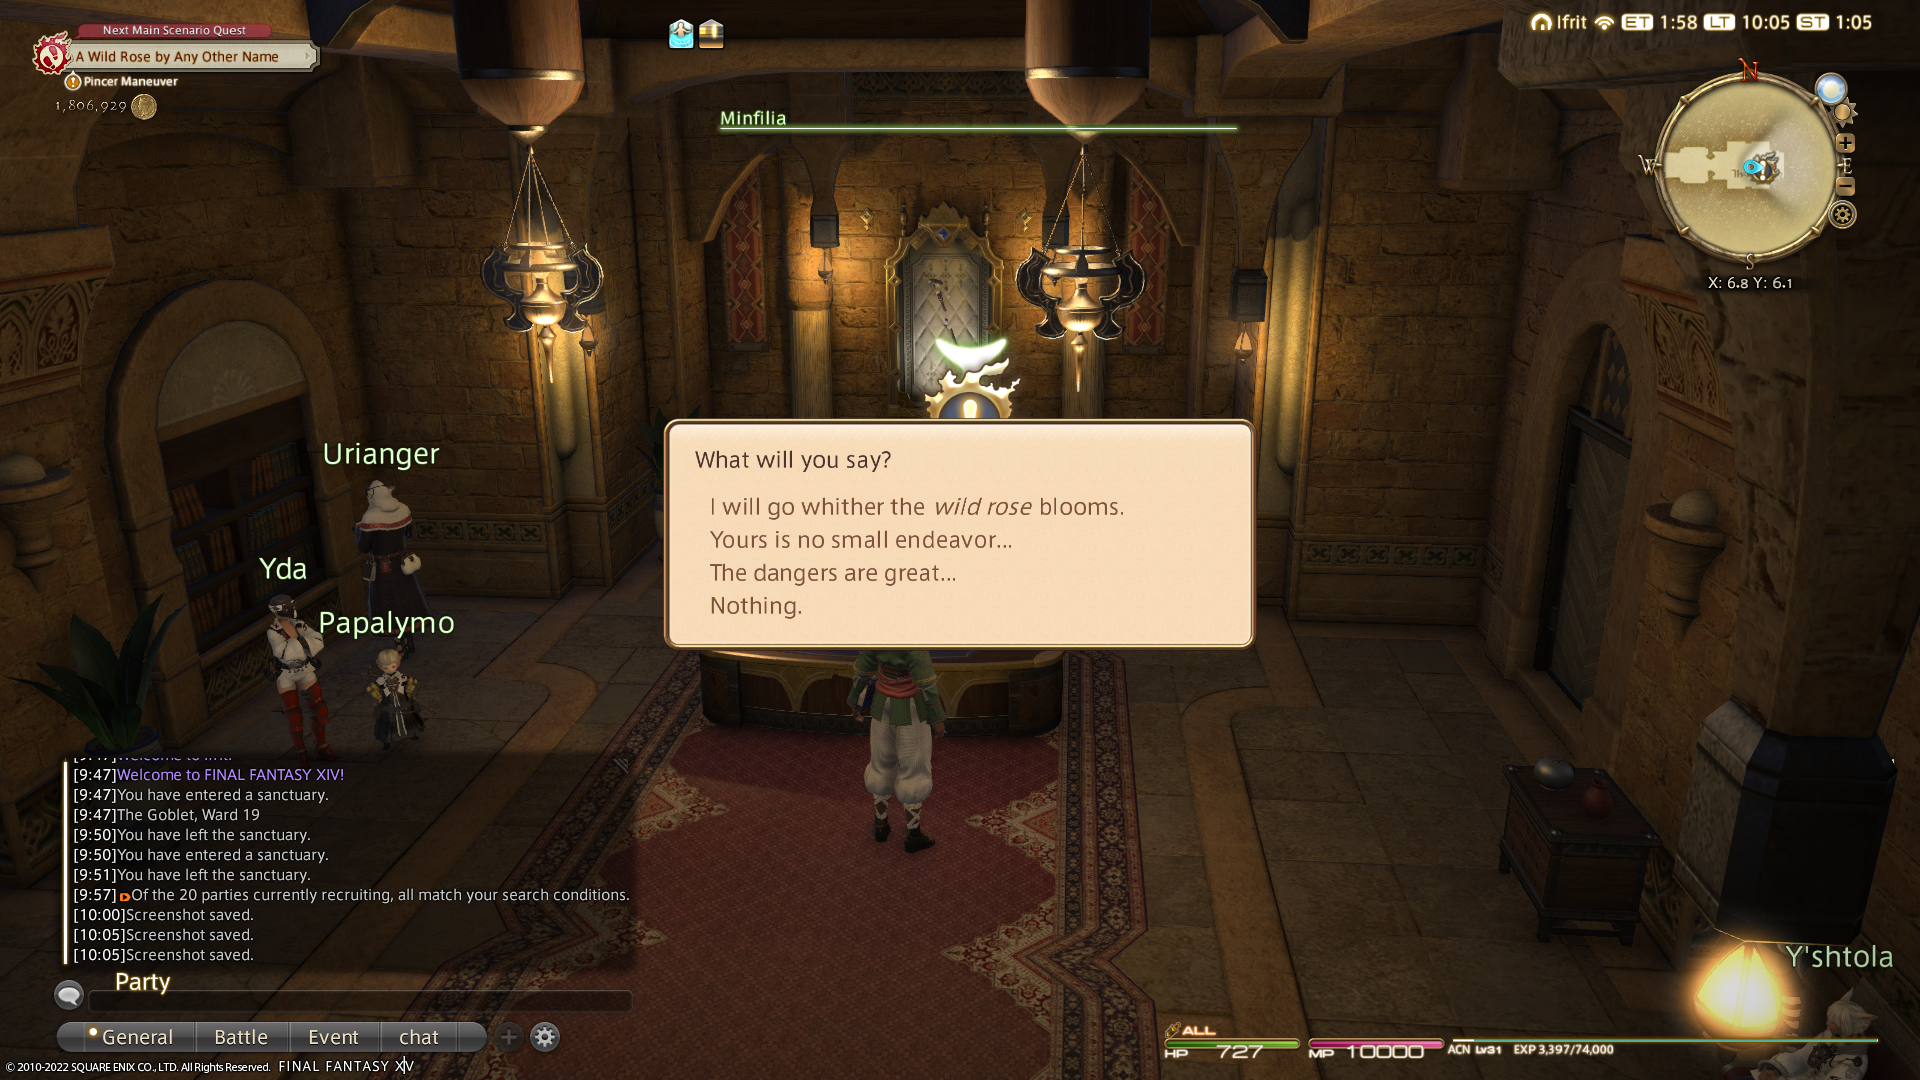 Next Main Scenario Quest
A Wild Rose by Any Other Name
Pincer Maneuver
1,806,929
Ifrit ET 1:58 LT 10:05 ST 1:05
N
W
E
S
X: 6.8 Y: 6.1
Minfilia
Urianger
Yda
Papalymo
What will you say?
I will go whither the wild rose blooms.
Yours is no small endeavor...
The dangers are great...
Nothing.
[9:47]Welcome to Ifrit!
[9:47]Welcome to FINAL FANTASY XIV!
[9:47]You have entered a sanctuary.
[9:47]The Goblet, Ward 19
[9:50]You have left the sanctuary.
[9:50]You have entered a sanctuary.
[9:51]You have left the sanctuary.
[9:57]Of the 20 parties currently recruiting, all match your search conditions.
[10:00]Screenshot saved.
[10:05]Screenshot saved.
[10:05]Screenshot saved.
Y'shtola
Party
General Battle Event chat
ALL
HP 727 MP 10000 ACN Lv31 EXP 3,397/74,000
© 2010-2022 SQUARE ENIX CO., LTD. All Rights Reserved. FINAL FANTASY XIV